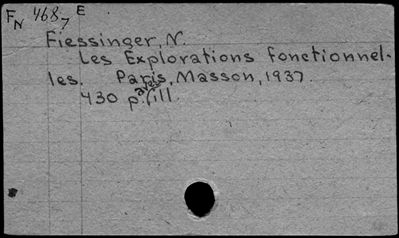 FN 4687 E
Fiessinger, N.
Les Explorations fonctionnel-
les. Paris, Masson, 1937.
430 p. ill.